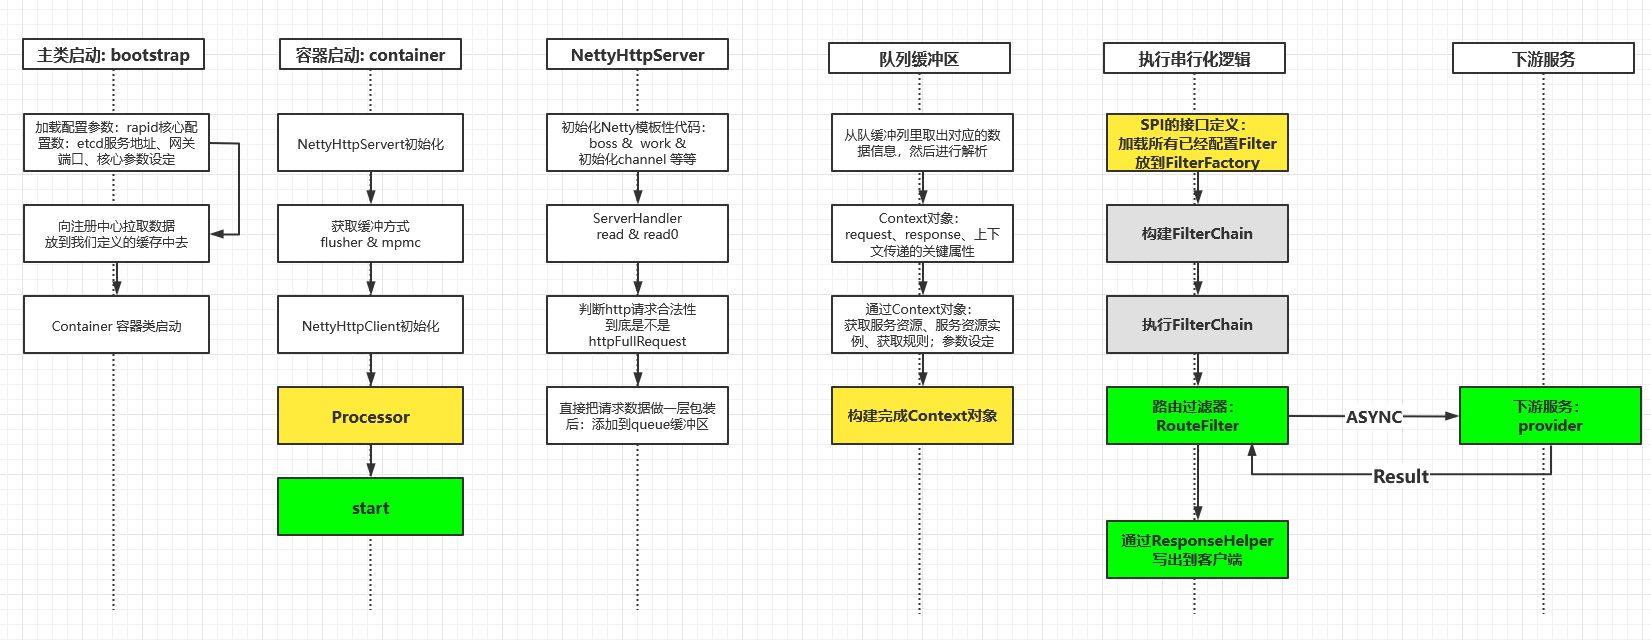 主类启动: bootstrap
加载配置参数：rapid核心配
置数：etcd服务地址、网关
端口、核心参数设定
向注册中心拉取数据
放到我们定义的缓存中去
Container 容器类启动
容器启动: container
NettyHttpServert初始化
获取缓冲方式
flusher & mpmc
NettyHttpClient初始化
Processor
start
NettyHttpServer
初始化Netty模板性代码：
boss & work &
初始化channel 等等
ServerHandler
read & read0
判断http请求合法性
到底是不是
httpFullRequest
直接把请求数据做一层包装
后：添加到queue缓冲区
队列缓冲区
从队缓冲列里取出对应的数
据信息，然后进行解析
Context对象：
request、response、上下
文传递的关键属性
通过Context对象：
获取服务资源、服务资源实
例、获取规则；参数设定
构建完成Context对象
执行串行化逻辑
SPI的接口定义：
加载所有已经配置Filter
放到FilterFactory
构建FilterChain
执行FilterChain
路由过滤器：
RouteFilter
通过ResponseHelper
写出到客户端
ASYNC
Result
下游服务
下游服务：
provider